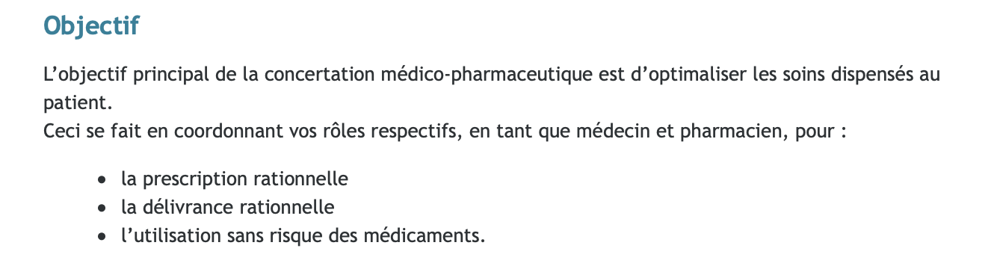 Objectif
L’objectif principal de la concertation médico-pharmaceutique est d’optimaliser les soins dispensés au
patient.
Ceci se fait en coordonnant vos rôles respectifs, en tant que médecin et pharmacien, pour :
• la prescription rationnelle
• la délivrance rationnelle
• l’utilisation sans risque des médicaments.